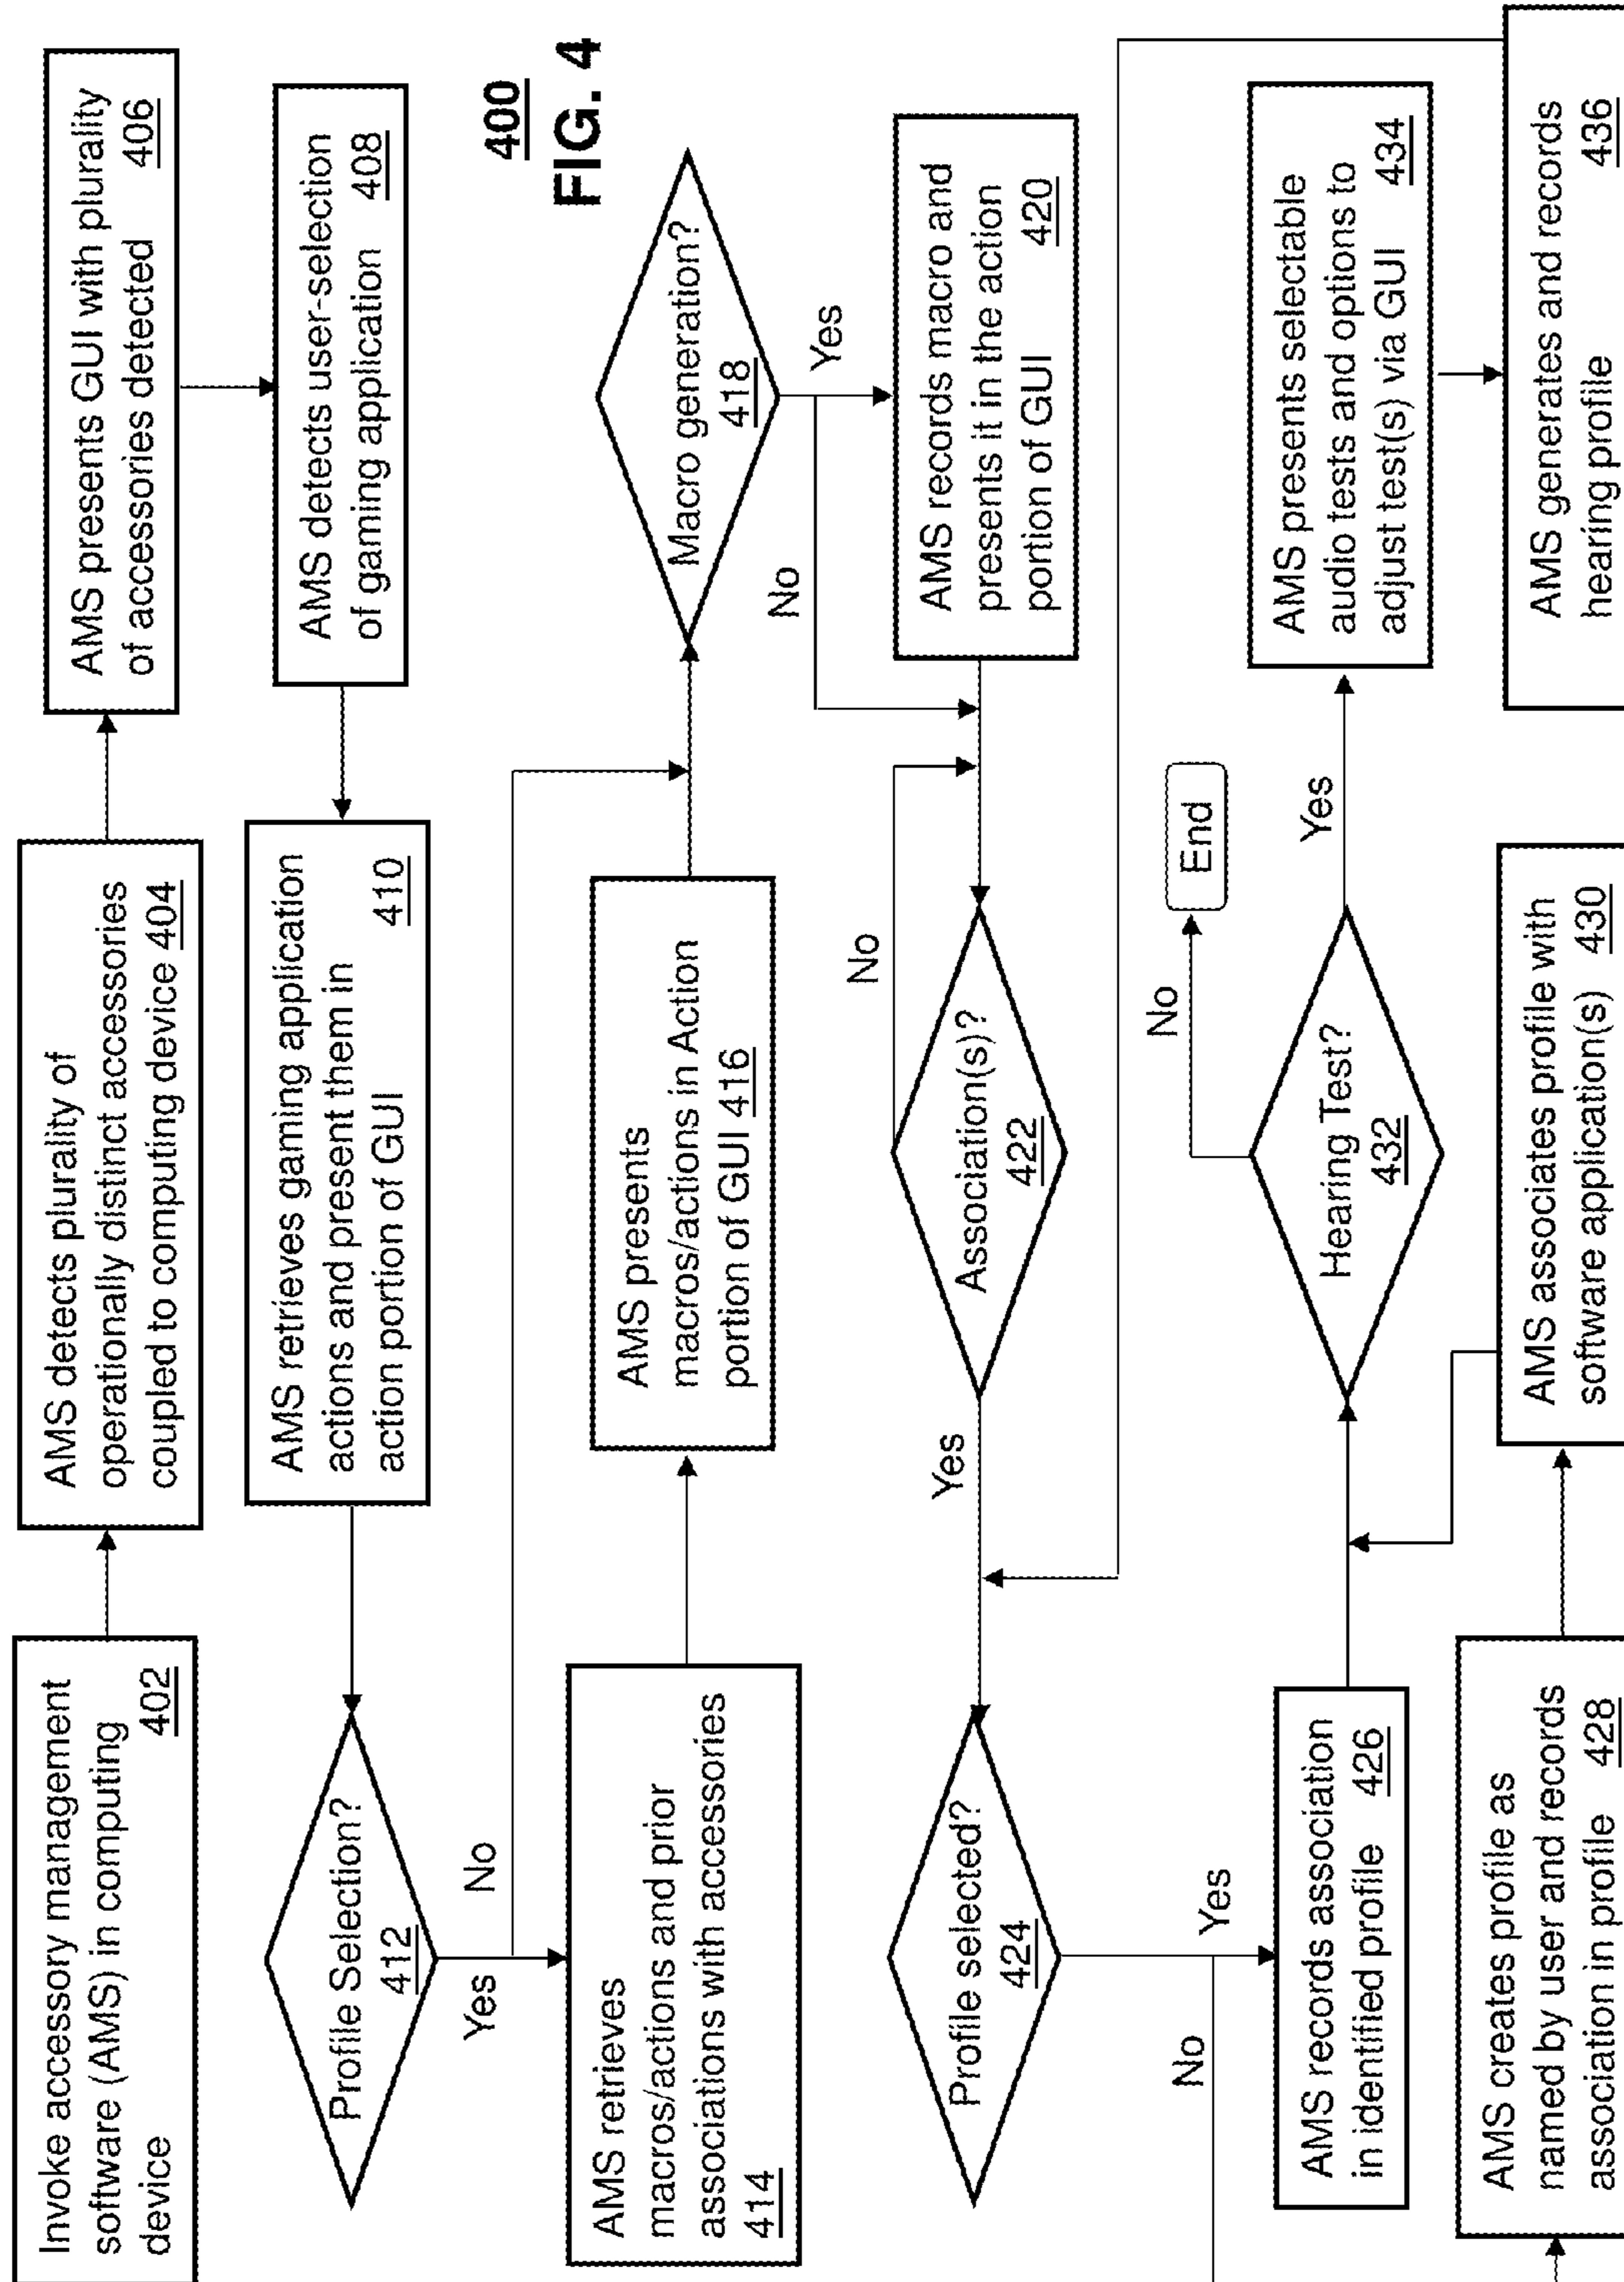 Invoke accessory management
software (AMS) in computing
device 402
AMS detects plurality of
operationally distinct accessories
coupled to computing device 404
AMS presents GUI with plurality
of accessories detected 406
AMS detects user-selection
of gaming application 408
AMS retrieves gaming application
actions and present them in
action portion of GUI 410
Profile Selection?
412
No
Yes
AMS retrieves
macros/actions and prior
associations with accessories
414
AMS presents
macros/actions in Action
portion of GUI 416
Macro generation?
418
400
FIG. 4
No
Yes
AMS records macro and
presents it in the action
portion of GUI 420
Association(s)?
422
No
Yes
Profile selected?
424
No
Yes
AMS records association
in identified profile 426
AMS creates profile as
named by user and records
association in profile 428
AMS associates profile with
software application(s) 430
Hearing Test?
432
No
End
Yes
AMS presents selectable
audio tests and options to
adjust test(s) via GUI 434
AMS generates and records
hearing profile 436